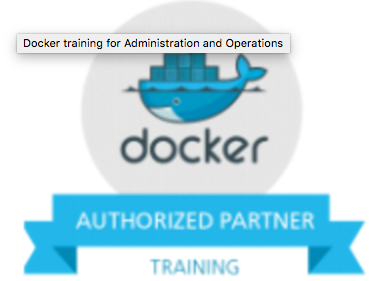 Docker training for Administration and Operations
docker
AUTHORIZED PARTNER
TRAINING